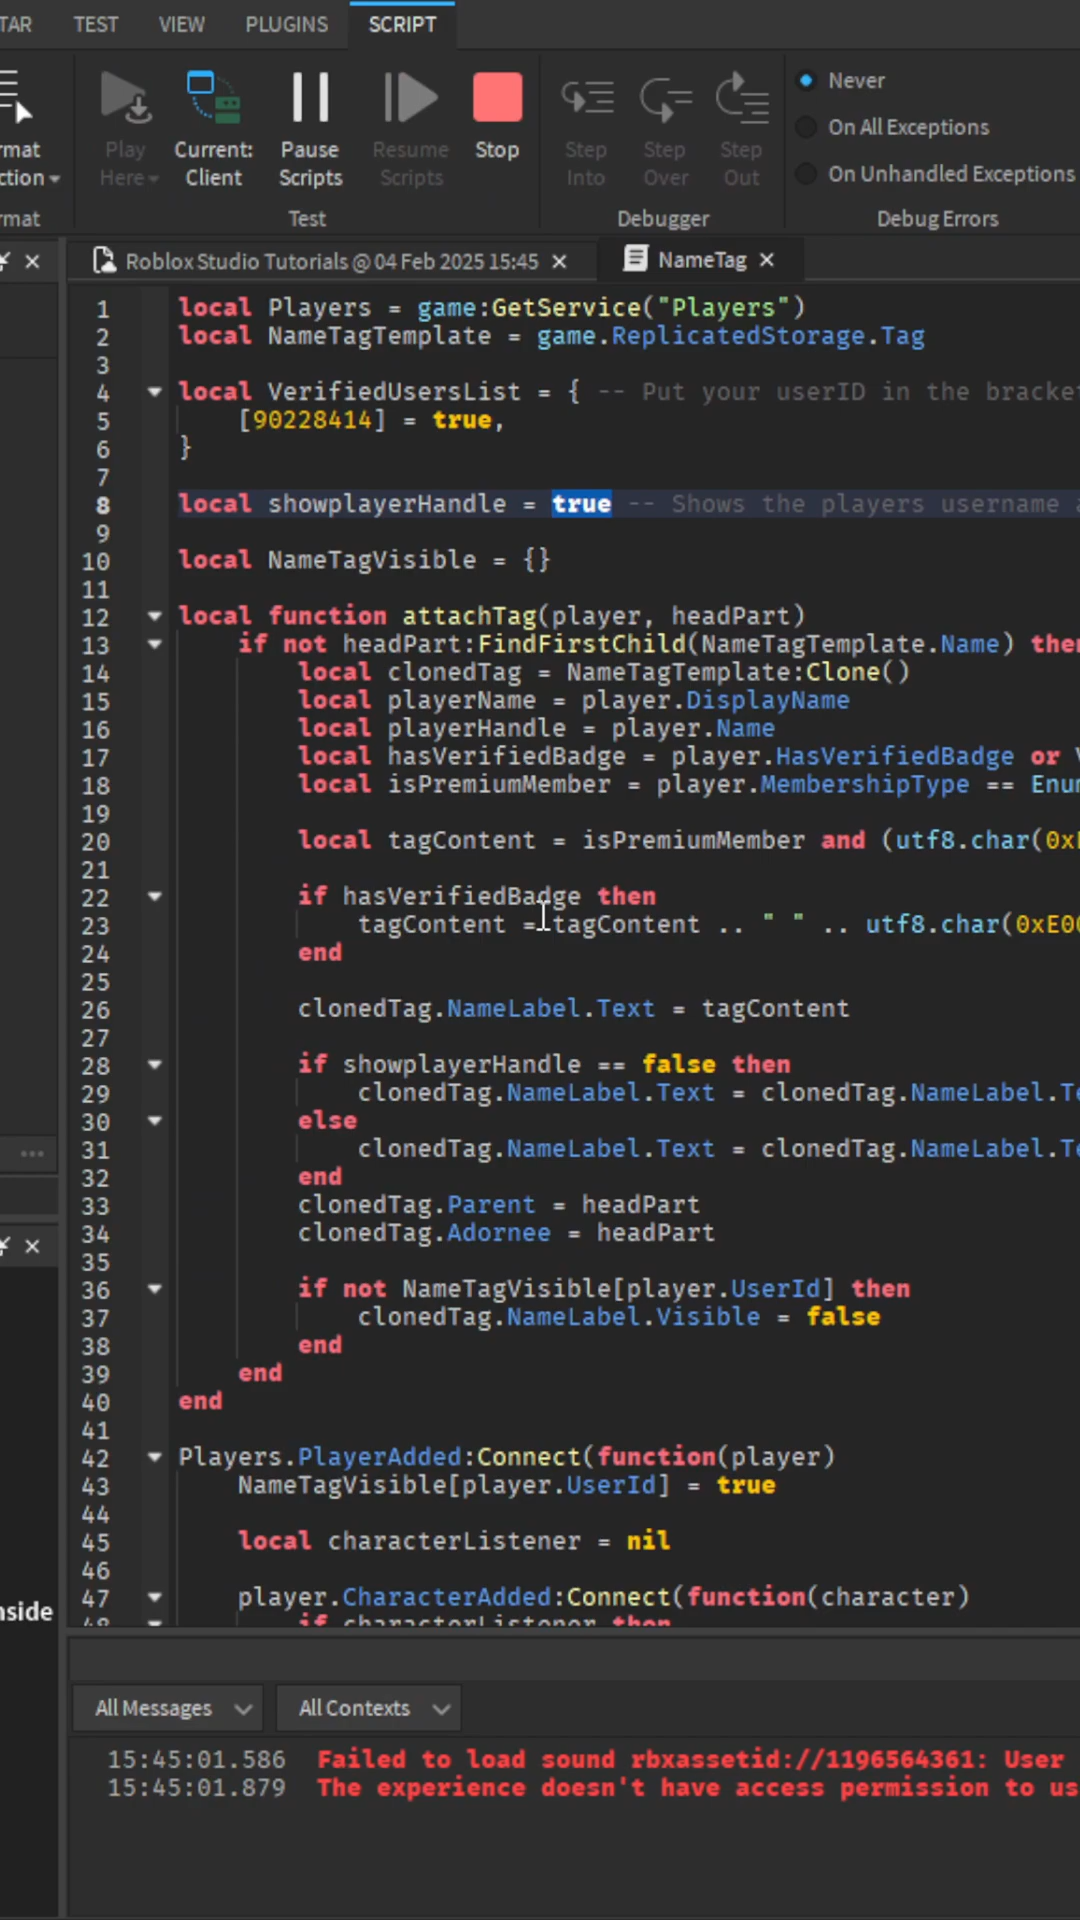 TAR TEST VIEW PLUGINS SCRIPT
rmat
ction
rmat
Play
Here
Current:
Client
Pause
Scripts
Resume
Scripts
Stop
Test
Step
Into
Step
Over
Step
Out
Debugger
Never
On All Exceptions
On Unhandled Exceptions
Debug Errors
Roblox Studio Tutorials @ 04 Feb 2025 15:45
NameTag
1 local Players = game:GetService("Players")
2 local NameTagTemplate = game.ReplicatedStorage.Tag
3
4 local VerifiedUsersList = { -- Put your userID in the bracket
5 [90228414] = true,
6 }
7
8 local showplayerHandle = true -- Shows the players username a
9
10 local NameTagVisible = {}
11
12 local function attachTag(player, headPart)
13 if not headPart:FindFirstChild(NameTagTemplate.Name) then
14 local clonedTag = NameTagTemplate:Clone()
15 local playerName = player.DisplayName
16 local playerHandle = player.Name
17 local hasVerifiedBadge = player.HasVerifiedBadge or V
18 local isPremiumMember = player.MembershipType == Enum
19
20 local tagContent = isPremiumMember and (utf8.char(0x
21
22 if hasVerifiedBadge then
23 tagContent = tagContent .. " " .. utf8.char(0xE00
24 end
25
26 clonedTag.NameLabel.Text = tagContent
27
28 if showplayerHandle == false then
29 clonedTag.NameLabel.Text = clonedTag.NameLabel.Te
30 else
31 clonedTag.NameLabel.Text = clonedTag.NameLabel.Te
32 end
33 clonedTag.Parent = headPart
34 clonedTag.Adornee = headPart
35
36 if not NameTagVisible[player.UserId] then
37 clonedTag.NameLabel.Visible = false
38 end
39 end
40 end
41
42 Players.PlayerAdded:Connect(function(player)
43 NameTagVisible[player.UserId] = true
44
45 local characterListener = nil
46
47 player.CharacterAdded:Connect(function(character)
48 if characterListener then
nside
All Messages All Contexts
15:45:01.586 Failed to load sound rbxassetid://1196564361: User
15:45:01.879 The experience doesn't have access permission to us